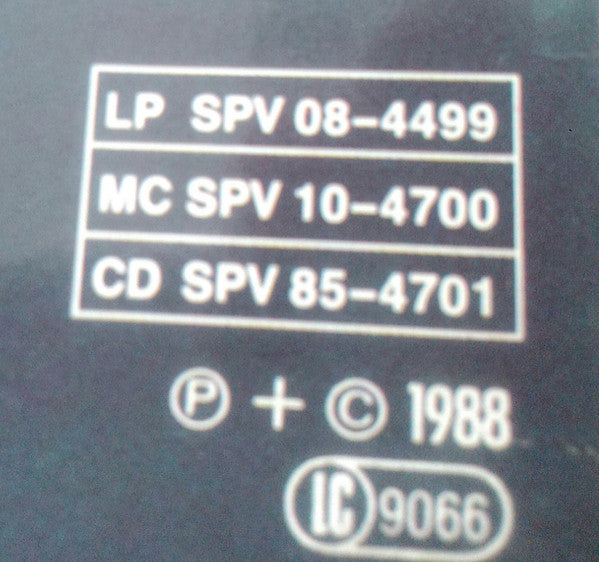 LP SPV 08-4499
MC SPV 10-4700
CD SPV 85-4701
Ⓟ + © 1988
LC 9066